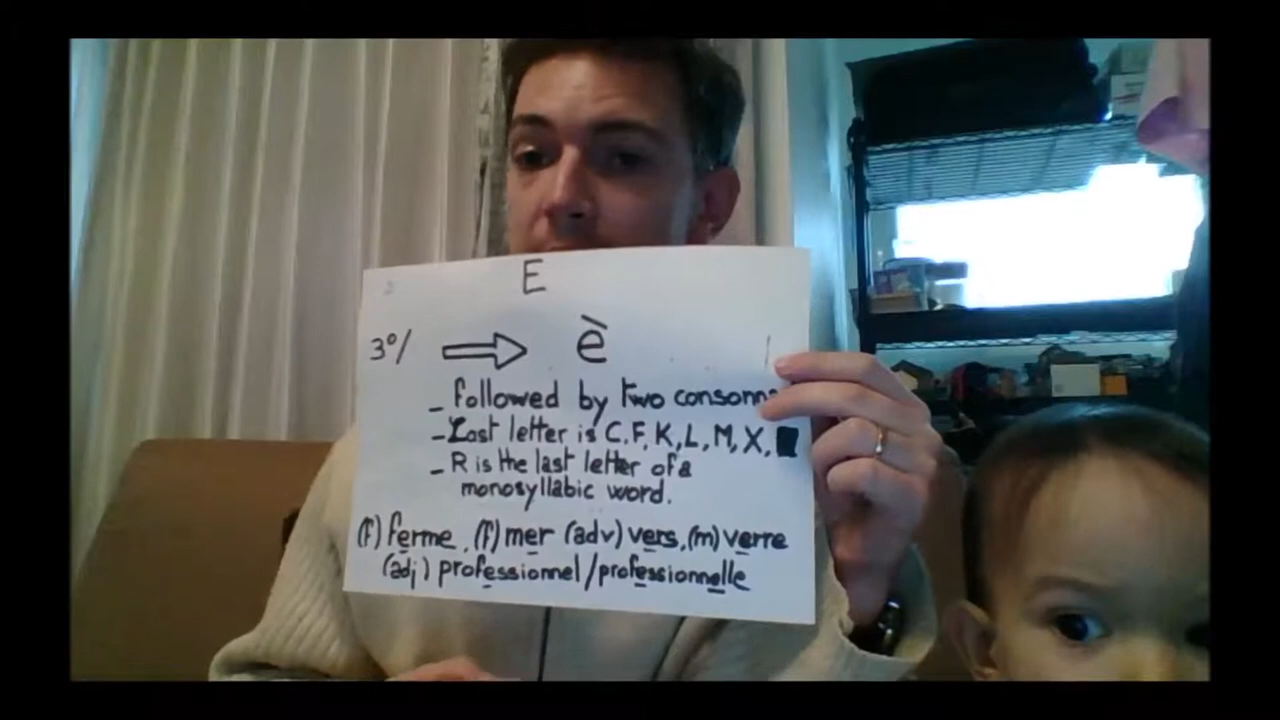 E
3°/ ⇒ è
- followed by two consonn
- Last letter is C, F, K, L, M, X,
- R is the last letter of a
monosyllabic word.
(f) ferme, (f) mer (adv) vers, (m) verre
(adj) professionnel/professionnelle